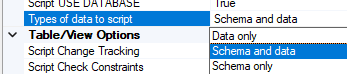 Script USE DATABASE True
Types of data to script Schema and data
Table/View Options Data only
Script Change Tracking Schema and data
Script Check Constraints Schema only